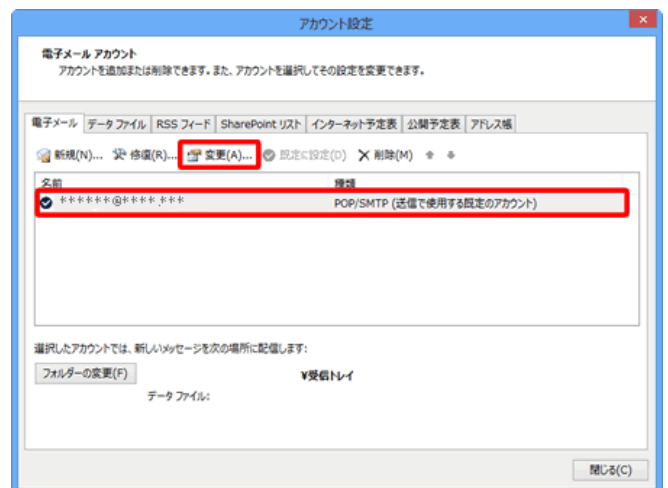 アカウント設定
電子メール アカウント
アカウントを追加または削除できます。また、アカウントを選択してその設定を変更できます。
電子メール データ ファイル RSS フィード SharePoint リスト インターネット予定表 公開予定表 アドレス帳
新規(N)... 修復(R)... 変更(A)... 既定に設定(D) 削除(M)
名前 種類
******@****.*** POP/SMTP (送信で使用する既定のアカウント)
選択したアカウントでは、新しいメッセージを次の場所に配信します:
フォルダーの変更(F) ¥受信トレイ
データ ファイル:
閉じる(C)